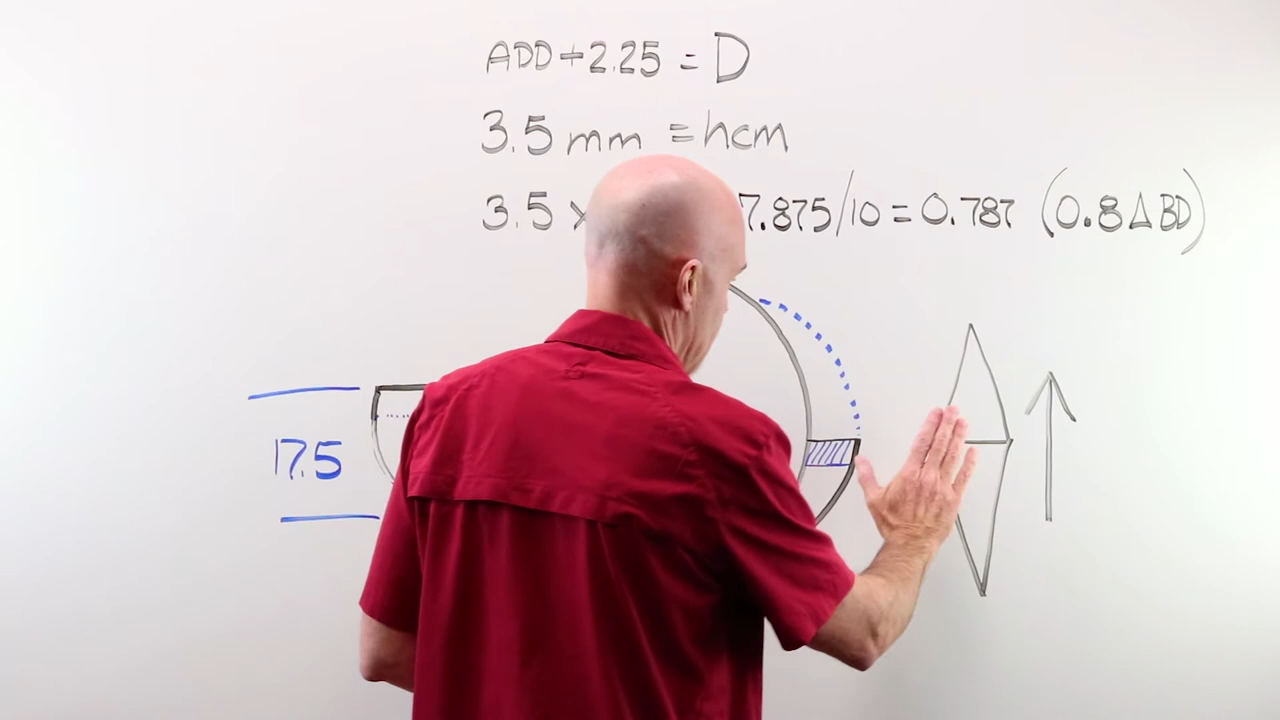 ADD+2.25 = D
3.5 mm = hcm
3.5 x 7.875/10 = 0.787 (0.8 Δ BD)
17.5